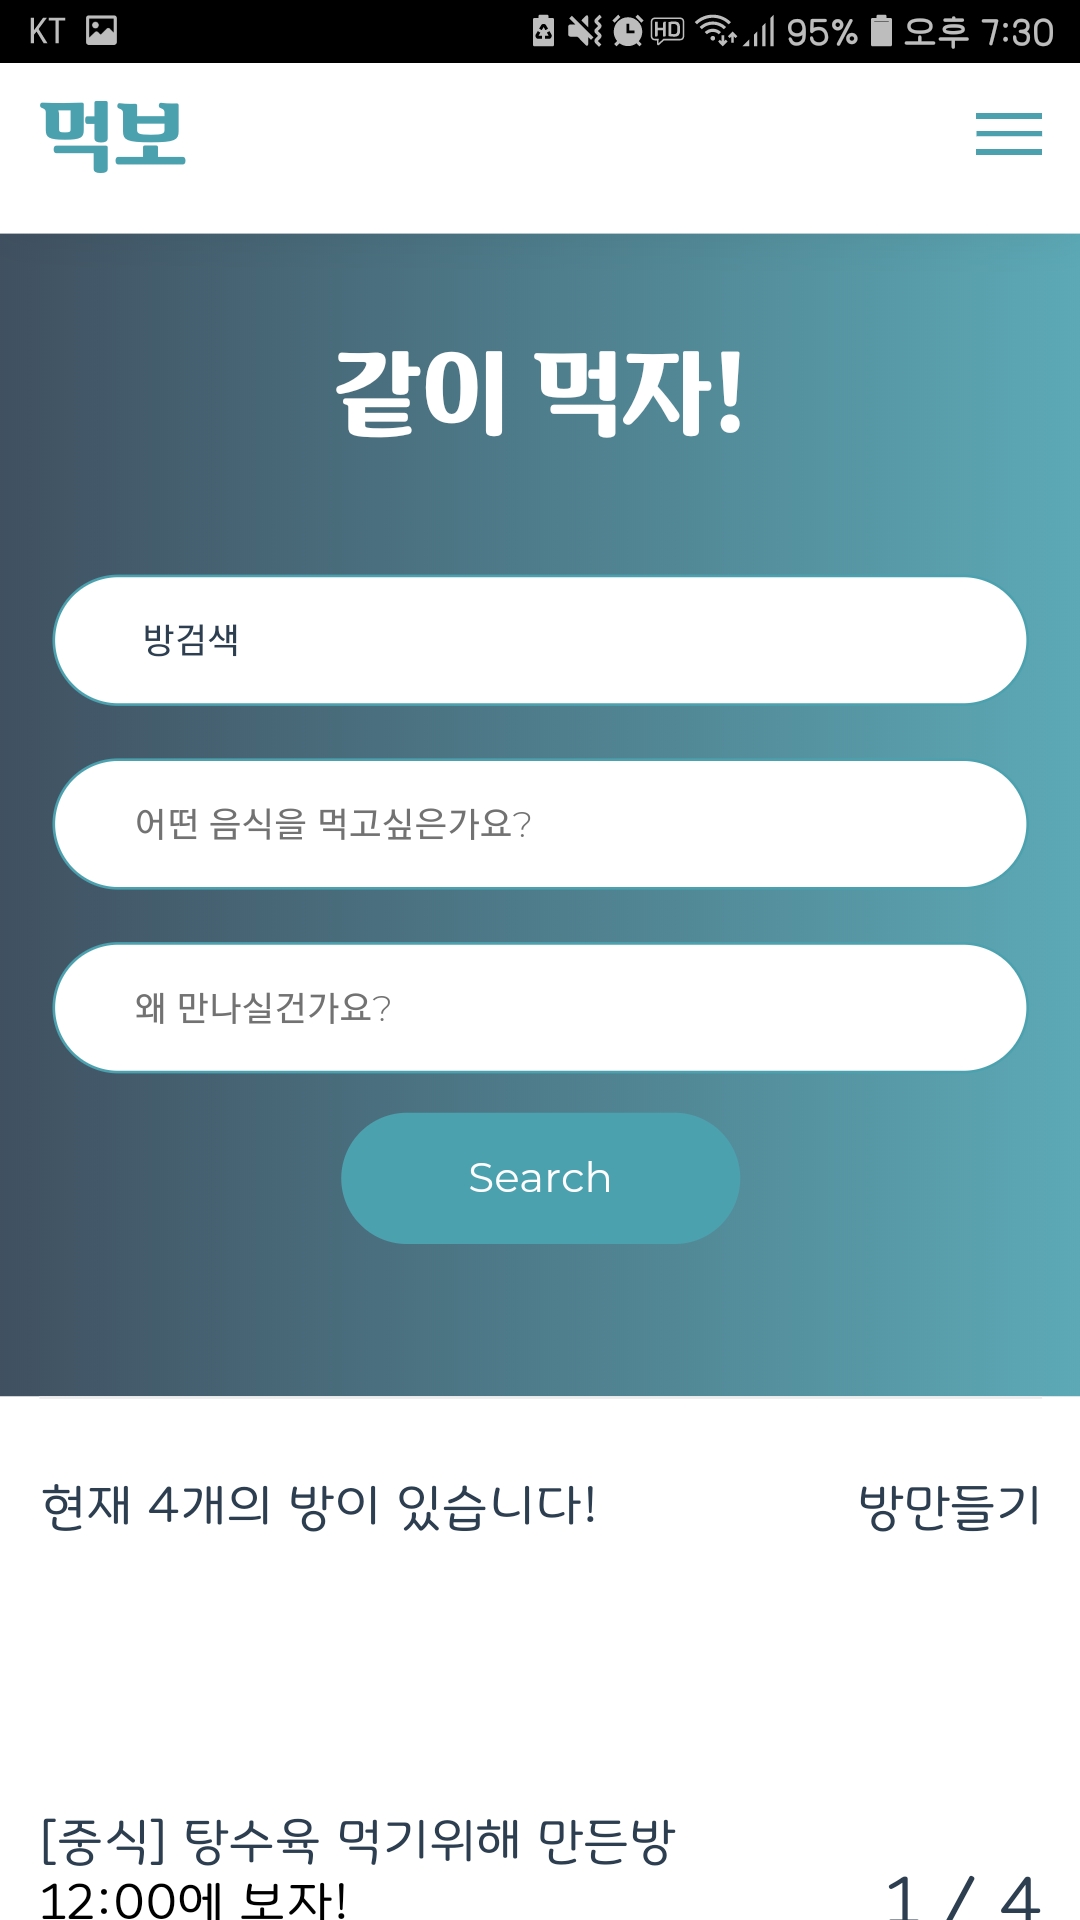 KT HD 95% 오후 7:30
먹보
같이 먹자!
방검색
어떤 음식을 먹고싶은가요?
왜 만나실건가요?
Search
현재 4개의 방이 있습니다! 방만들기
[중식] 탕수육 먹기위해 만든방
12:00에 보자! 1 / 4